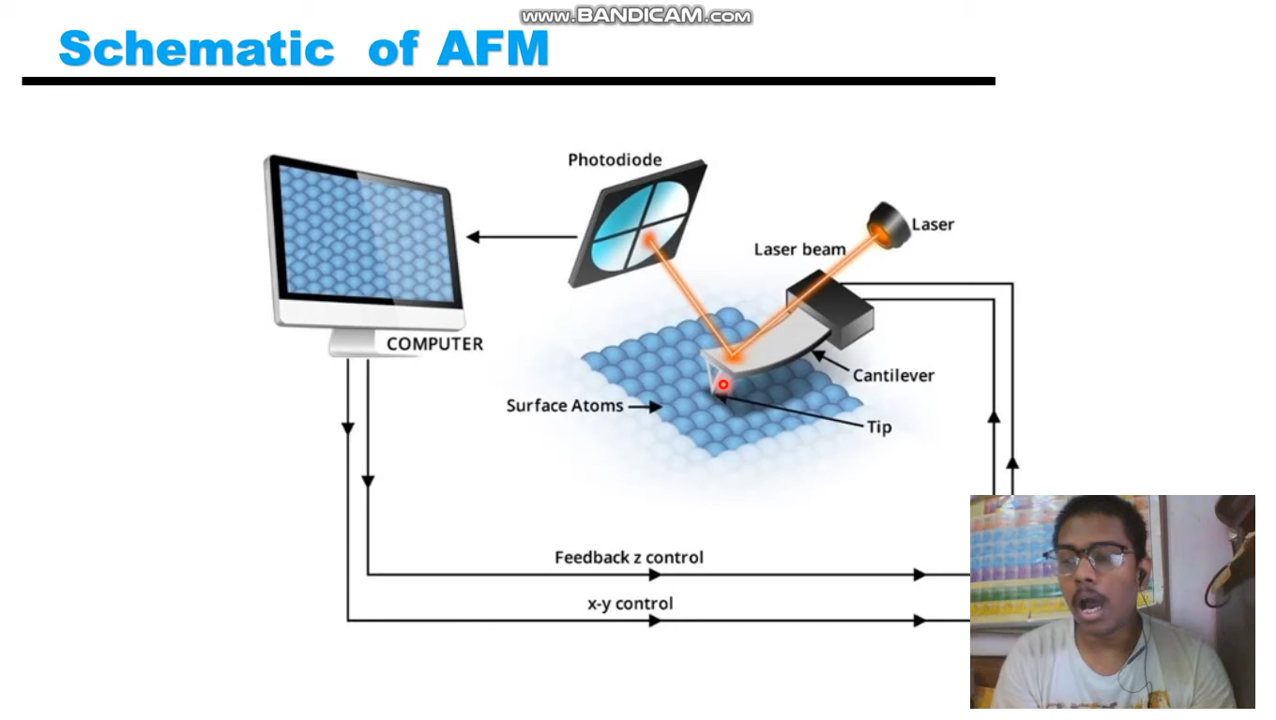 www.BANDICAM.com
Schematic of AFM
Photodiode
Laser
Laser beam
COMPUTER
Cantilever
Surface Atoms
Tip
Feedback z control
x-y control